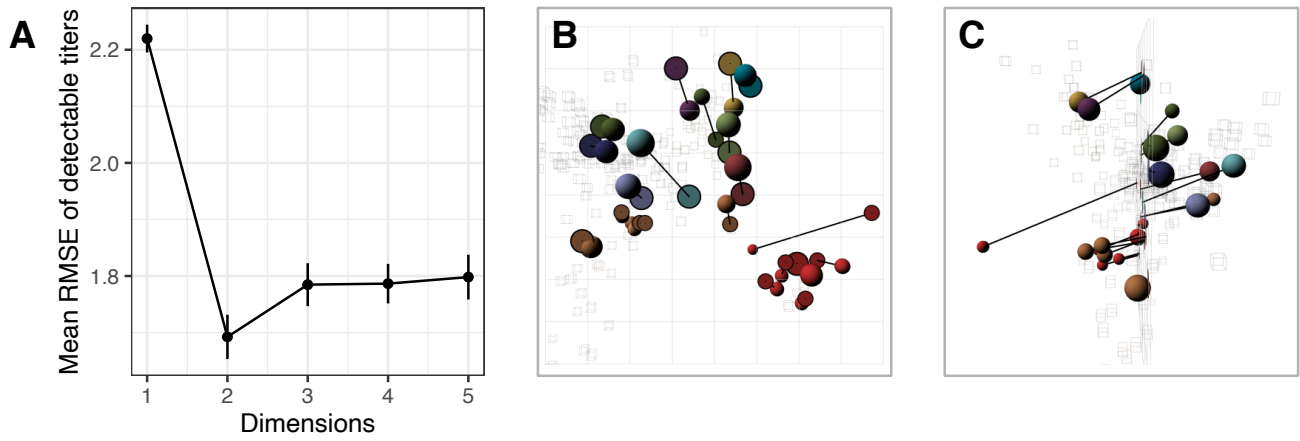 A
B
C
Mean RMSE of detectable titers
2.2
2.0
1.8
1 2 3 4 5
Dimensions